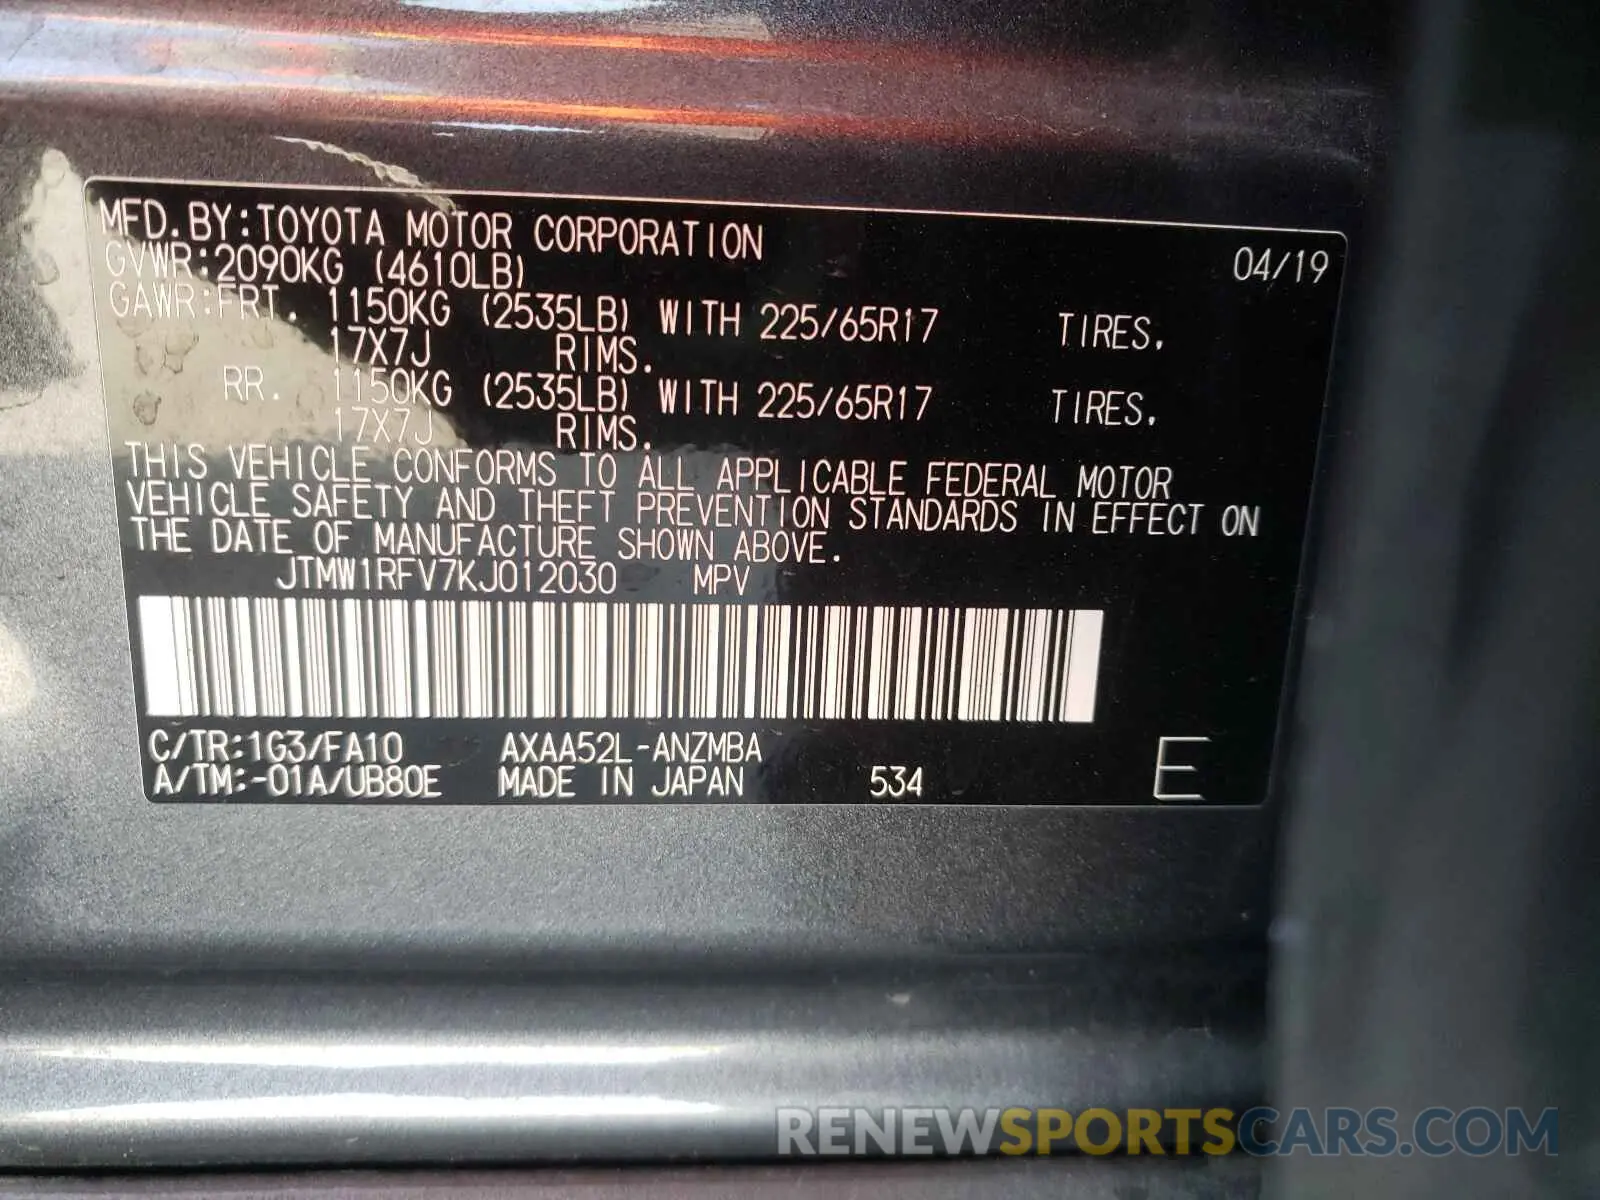 MFD.BY:TOYOTA MOTOR CORPORATION 04/19
GVWR:2090KG (4610LB)
GAWR:FRT. 1150KG (2535LB) WITH 225/65R17 TIRES.
17X7J RIMS.
RR. 1150KG (2535LB) WITH 225/65R17 TIRES.
17X7J RIMS.
THIS VEHICLE CONFORMS TO ALL APPLICABLE FEDERAL MOTOR
VEHICLE SAFETY AND THEFT PREVENTION STANDARDS IN EFFECT ON
THE DATE OF MANUFACTURE SHOWN ABOVE.
JTMW1RFV7KJ012030 MPV
C/TR:1G3/FA10 AXAA52L-ANZMBA
A/TM:-01A/UB80E MADE IN JAPAN 534 E
RENEWSPORTSCARS.COM